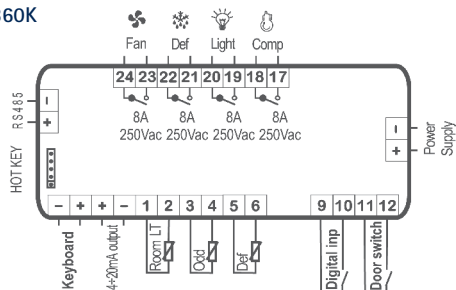 360K
Fan Def Light Comp
24 23 22 21 20 19 18 17
8A 8A 8A 8A
250Vac 250Vac 250Vac 250Vac
RS485
-
+
HOT KEY
-
+
Power
Supply
- + + - 1 2 3 4 5 6 9 10 11 12
Keyboard
4÷20mA output
Room LT
Odd
Def
Digital inp
Door switch